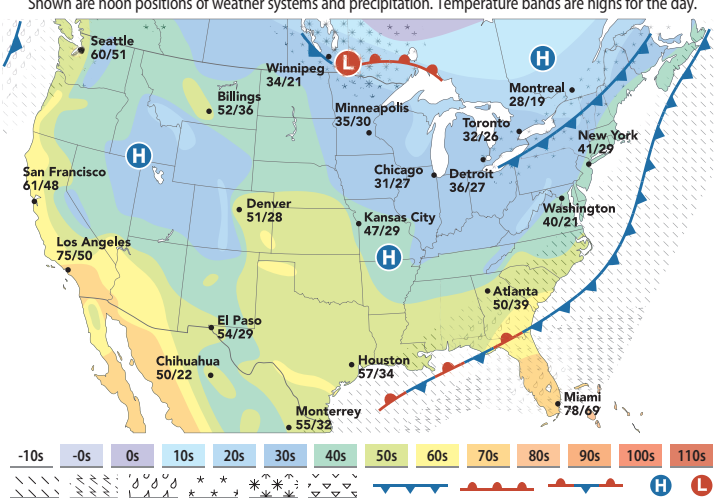 Shown are noon positions of weather systems and precipitation. Temperature bands are highs for the day.
Seattle
60/51
H
Winnipeg
34/21
L
Montreal
28/19
Billings
52/36
Minneapolis
35/30
Toronto
32/26
New York
41/29
H
San Francisco
61/48
Chicago
31/27
Detroit
36/27
Denver
51/28
Kansas City
47/29
Washington
40/21
Los Angeles
75/50
H
Atlanta
50/39
El Paso
54/29
Chihuahua
50/22
Houston
57/34
Monterrey
55/32
Miami
78/69
-10s -0s 0s 10s 20s 30s 40s 50s 60s 70s 80s 90s 100s 110s
H L